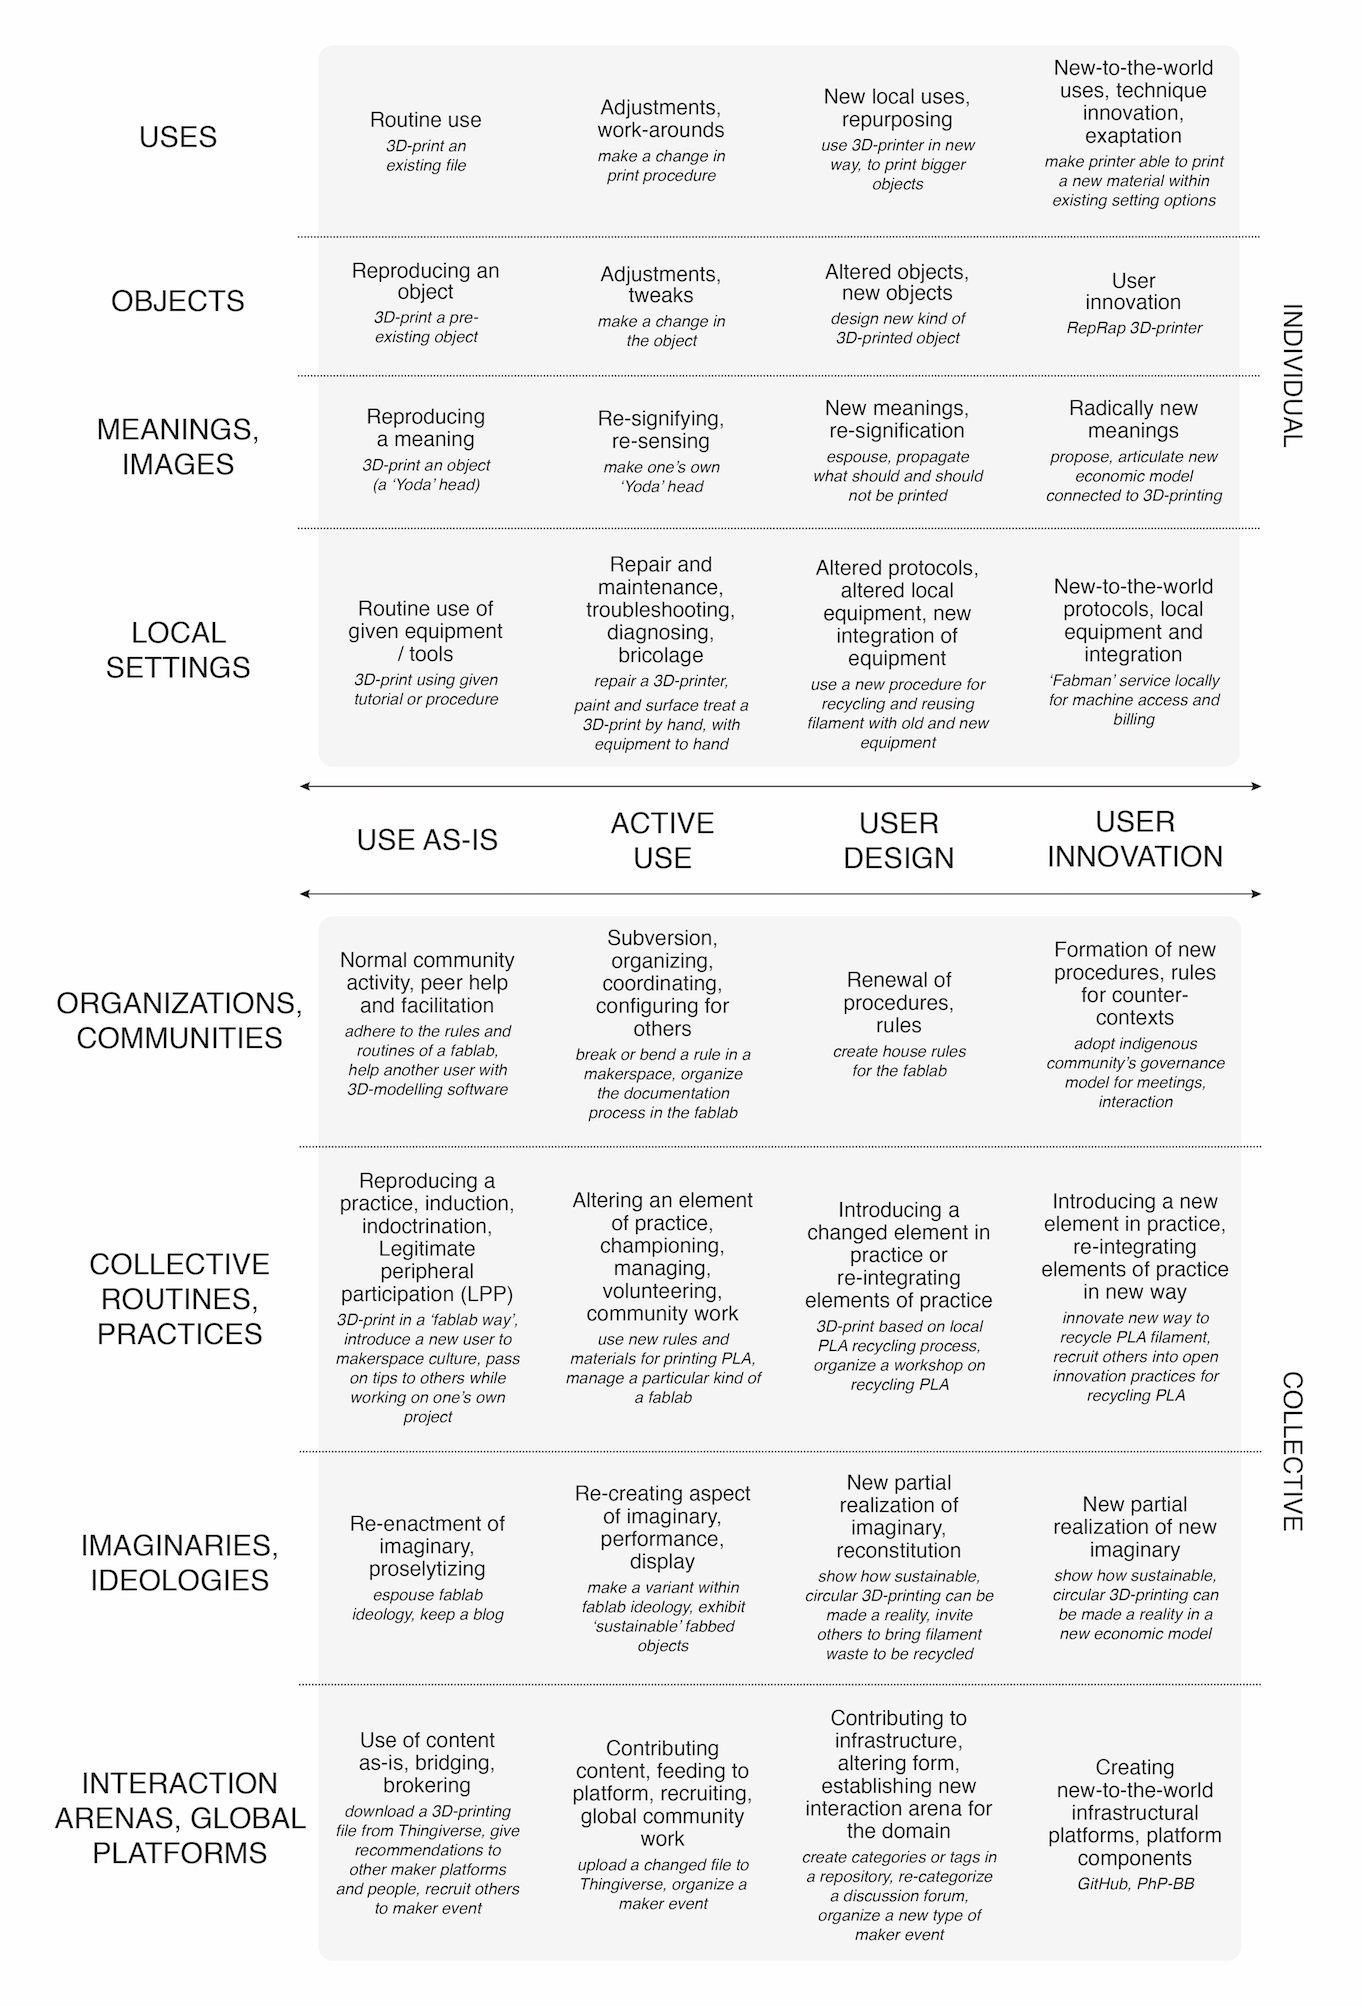 USES
Routine use
3D-print an
existing file
Adjustments,
work-arounds
make a change in
print procedure
New local uses,
repurposing
use 3D-printer in new
way, to print bigger
objects
New-to-the-world
uses, technique
innovation,
exaptation
make printer able to print
a new material within
existing setting options
OBJECTS
Reproducing an
object
3D-print a pre-
existing object
Adjustments,
tweaks
make a change in
the object
Altered objects,
new objects
design new kind of
3D-printed object
User
innovation
RepRap 3D-printer
INDIVIDUAL
MEANINGS,
IMAGES
Reproducing
a meaning
3D-print an object
(a ‘Yoda’ head)
Re-signifying,
re-sensing
make one’s own
‘Yoda’ head
New meanings,
re-signification
espouse, propagate
what should and should
not be printed
Radically new
meanings
propose, articulate new
economic model
connected to 3D-printing
LOCAL
SETTINGS
Routine use of
given equipment
/ tools
3D-print using given
tutorial or procedure
Repair and
maintenance,
troubleshooting,
diagnosing,
bricolage
repair a 3D-printer,
paint and surface treat a
3D-print by hand, with
equipment to hand
Altered protocols,
altered local
equipment, new
integration of
equipment
use a new procedure for
recycling and reusing
filament with old and new
equipment
New-to-the-world
protocols, local
equipment and
integration
‘Fabman’ service locally
for machine access and
billing
USE AS-IS
ACTIVE
USE
USER
DESIGN
USER
INNOVATION
ORGANIZATIONS,
COMMUNITIES
Normal community
activity, peer help
and facilitation
adhere to the rules and
routines of a fablab,
help another user with
3D-modelling software
Subversion,
organizing,
coordinating,
configuring for
others
break or bend a rule in a
makerspace, organize
the documentation
process in the fablab
Renewal of
procedures,
rules
create house rules
for the fablab
Formation of new
procedures, rules
for counter-
contexts
adopt indigenous
community’s governance
model for meetings,
interaction
COLLECTIVE
ROUTINES,
PRACTICES
Reproducing a
practice, induction,
indoctrination,
Legitimate
peripheral
participation (LPP)
3D-print in a ‘fablab way’,
introduce a new user to
makerspace culture, pass
on tips to others while
working on one’s own
project
Altering an element
of practice,
championing,
managing,
volunteering,
community work
use new rules and
materials for printing PLA,
manage a particular kind of
a fablab
Introducing a
changed element in
practice or
re-integrating
elements of practice
3D-print based on local
PLA recycling process,
organize a workshop on
recycling PLA
Introducing a new
element in practice,
re-integrating
elements of practice
in new way
innovate new way to
recycle PLA filament,
recruit others into open
innovation practices for
recycling PLA
COLLECTIVE
IMAGINARIES,
IDEOLOGIES
Re-enactment of
imaginary,
proselytizing
espouse fablab
ideology, keep a blog
Re-creating aspect
of imaginary,
performance,
display
make a variant within
fablab ideology, exhibit
‘sustainable’ fabbed
objects
New partial
realization of
imaginary,
reconstitution
show how sustainable,
circular 3D-printing can be
made a reality, invite
others to bring filament
waste to be recycled
New partial
realization of new
imaginary
show how sustainable,
circular 3D-printing can
be made a reality in a
new economic model
INTERACTION
ARENAS, GLOBAL
PLATFORMS
Use of content
as-is, bridging,
brokering
download a 3D-printing
file from Thingiverse, give
recommendations to
other maker platforms
and people, recruit others
to maker event
Contributing
content, feeding to
platform, recruiting,
global community
work
upload a changed file to
Thingiverse, organize a
maker event
Contributing to
infrastructure,
altering form,
establishing new
interaction arena for
the domain
create categories or tags in
a repository, re-categorize
a discussion forum,
organize a new type of
maker event
Creating
new-to-the-world
infrastructural
platforms, platform
components
GitHub, PhP-BB